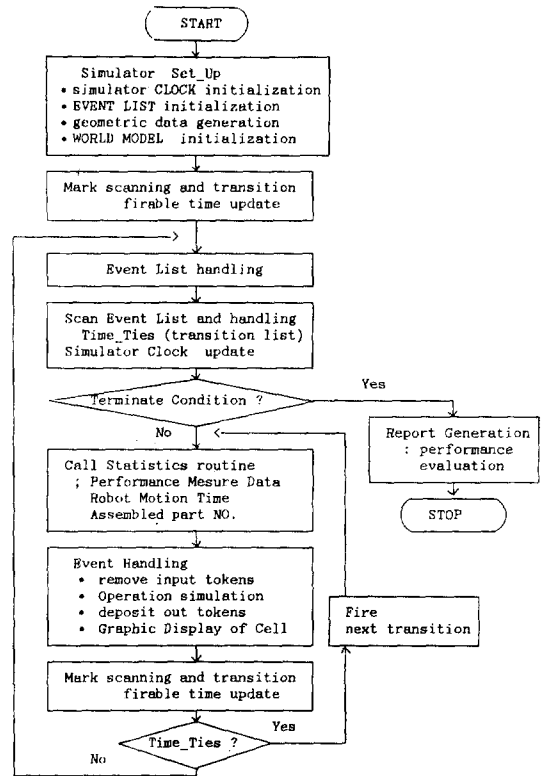 START
Simulator Set_Up
• simulator CLOCK initialization
• EVENT LIST initialization
• geometric data generation
• WORLD MODEL initialization
Mark scanning and transition
firable time update
Event List handling
Scan Event List and handling
Time_Ties (transition list)
Simulator Clock update
Terminate Condition ?
Yes
No
Report Generation
: performance
evaluation
STOP
Call Statistics routine
; Performance Mesure Data
Robot Motion Time
Assembled part NO.
Event Handling
• remove input tokens
• Operation simulation
• deposit out tokens
• Graphic Display of Cell
Fire
next transition
Mark scanning and transition
firable time update
Time_Ties ?
Yes
No